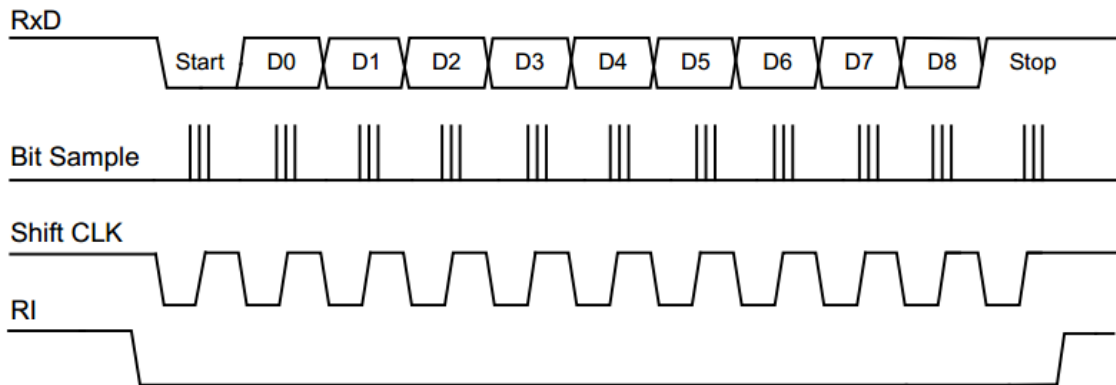 RxD
Start D0 D1 D2 D3 D4 D5 D6 D7 D8 Stop
Bit Sample
Shift CLK
RI